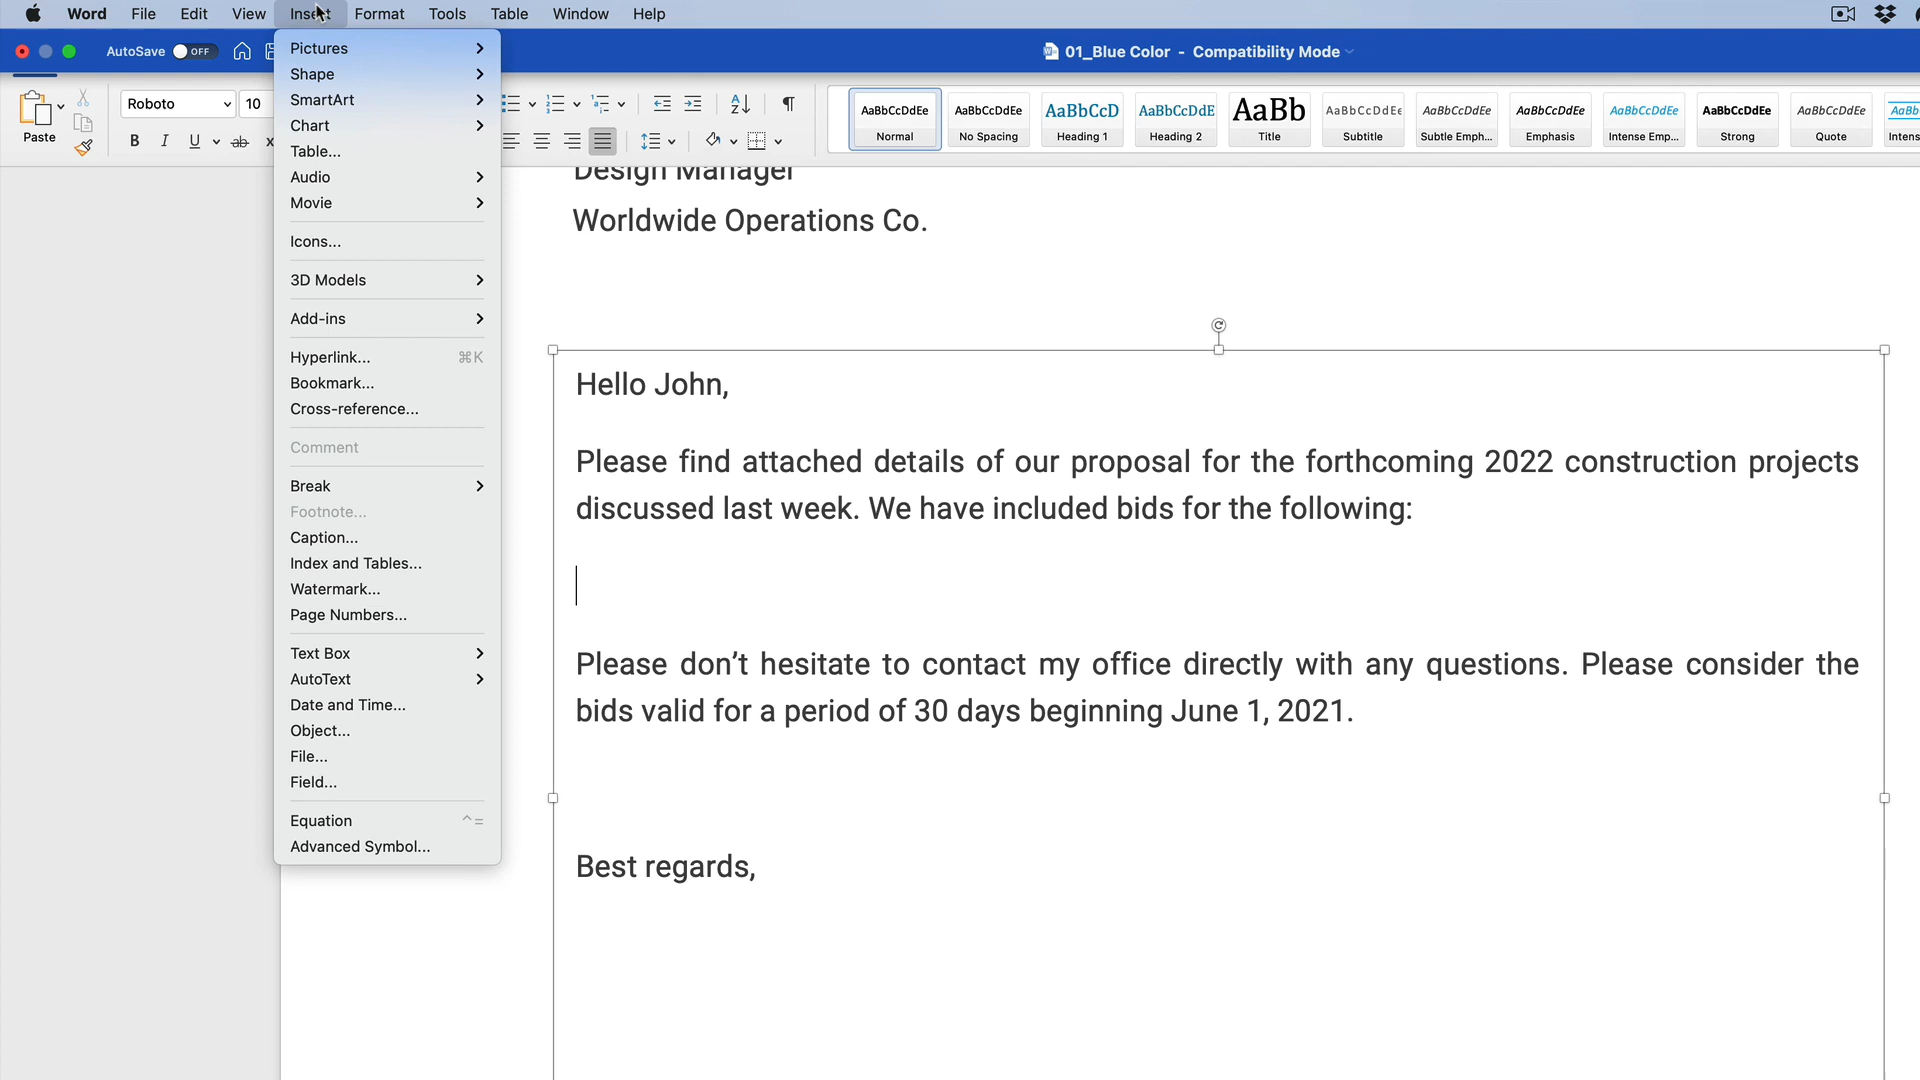 Word File Edit View Insert Format Tools Table Window Help
AutoSave OFF
01_Blue Color - Compatibility Mode
Paste
Roboto 10
B I U ab x
AaBbCcDdEe AaBbCcDdEe AaBbCcD AaBbCcDdE AaBb AaBbCcDdEe AaBbCcDdEe AaBbCcDdEe AaBbCcDdEe AaBbCcDdEe AaBbCcDdEe AaBb
Normal No Spacing Heading 1 Heading 2 Title Subtitle Subtle Emph... Emphasis Intense Emp... Strong Quote Intens
Pictures
Shape
SmartArt
Chart
Table...
Audio
Movie
Icons...
3D Models
Add-ins
Hyperlink... ⌘K
Bookmark...
Cross-reference...
Comment
Break
Footnote...
Caption...
Index and Tables...
Watermark...
Page Numbers...
Text Box
AutoText
Date and Time...
Object...
File...
Field...
Equation ^=
Advanced Symbol...
Design Manager
Worldwide Operations Co.
Hello John,
Please find attached details of our proposal for the forthcoming 2022 construction projects
discussed last week. We have included bids for the following:
Please don’t hesitate to contact my office directly with any questions. Please consider the
bids valid for a period of 30 days beginning June 1, 2021.
Best regards,